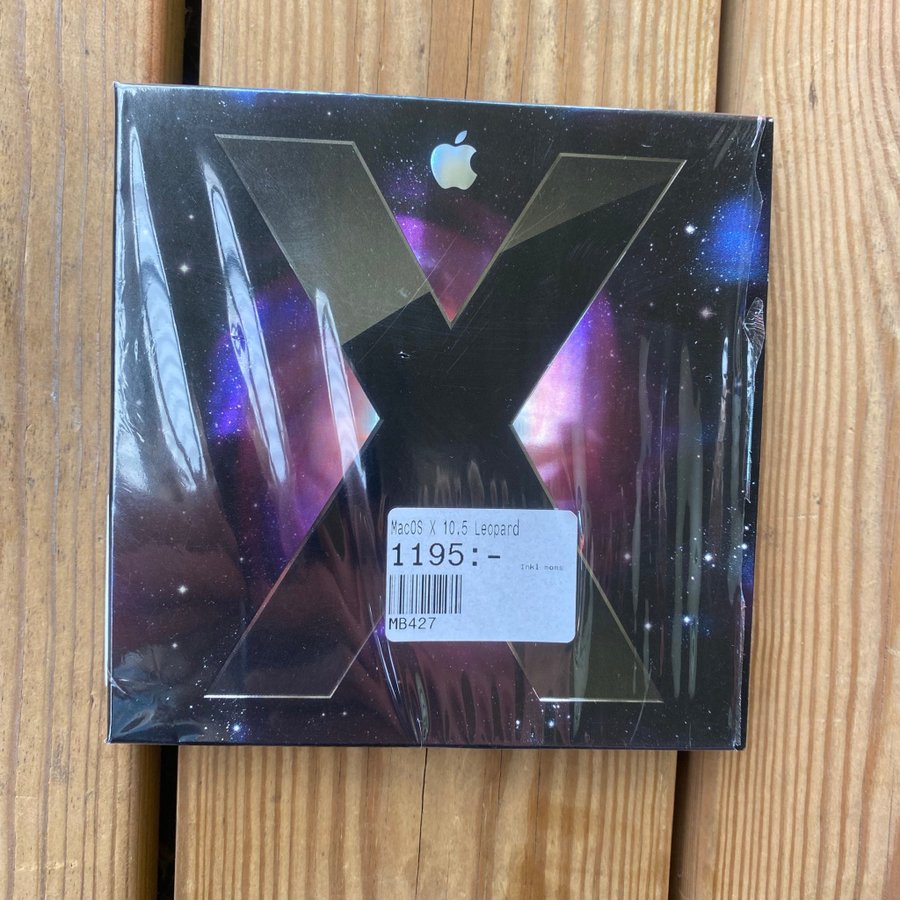 X
MacOS X 10.5 Leopard
1195:-
Inkl moms
MB427